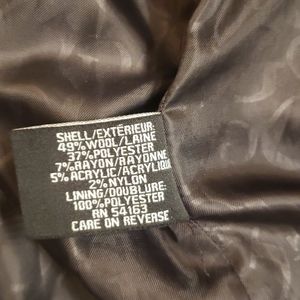 SHELL/EXTÉRIEUR:
49% WOOL/LAINE
37% POLYESTER
7% RAYON/RAYONNE
5% ACRYLIC/ACRYLIQUE
2% NYLON
LINING/DOUBLURE:
100% POLYESTER
RN 54163
CARE ON REVERSE